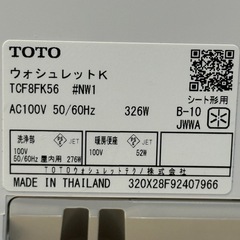 TOTO
ウォシュレットK
TCF8FK56 #NW1
シート形用
AC100V 50/60Hz 326W
B-10
JWWA
洗浄部
100V
50/60Hz 屋内用 276W
暖房便座
100V 52W
TOTOウォシュレットテクノ株式会社
MADE IN THAILAND 320X28F92407966